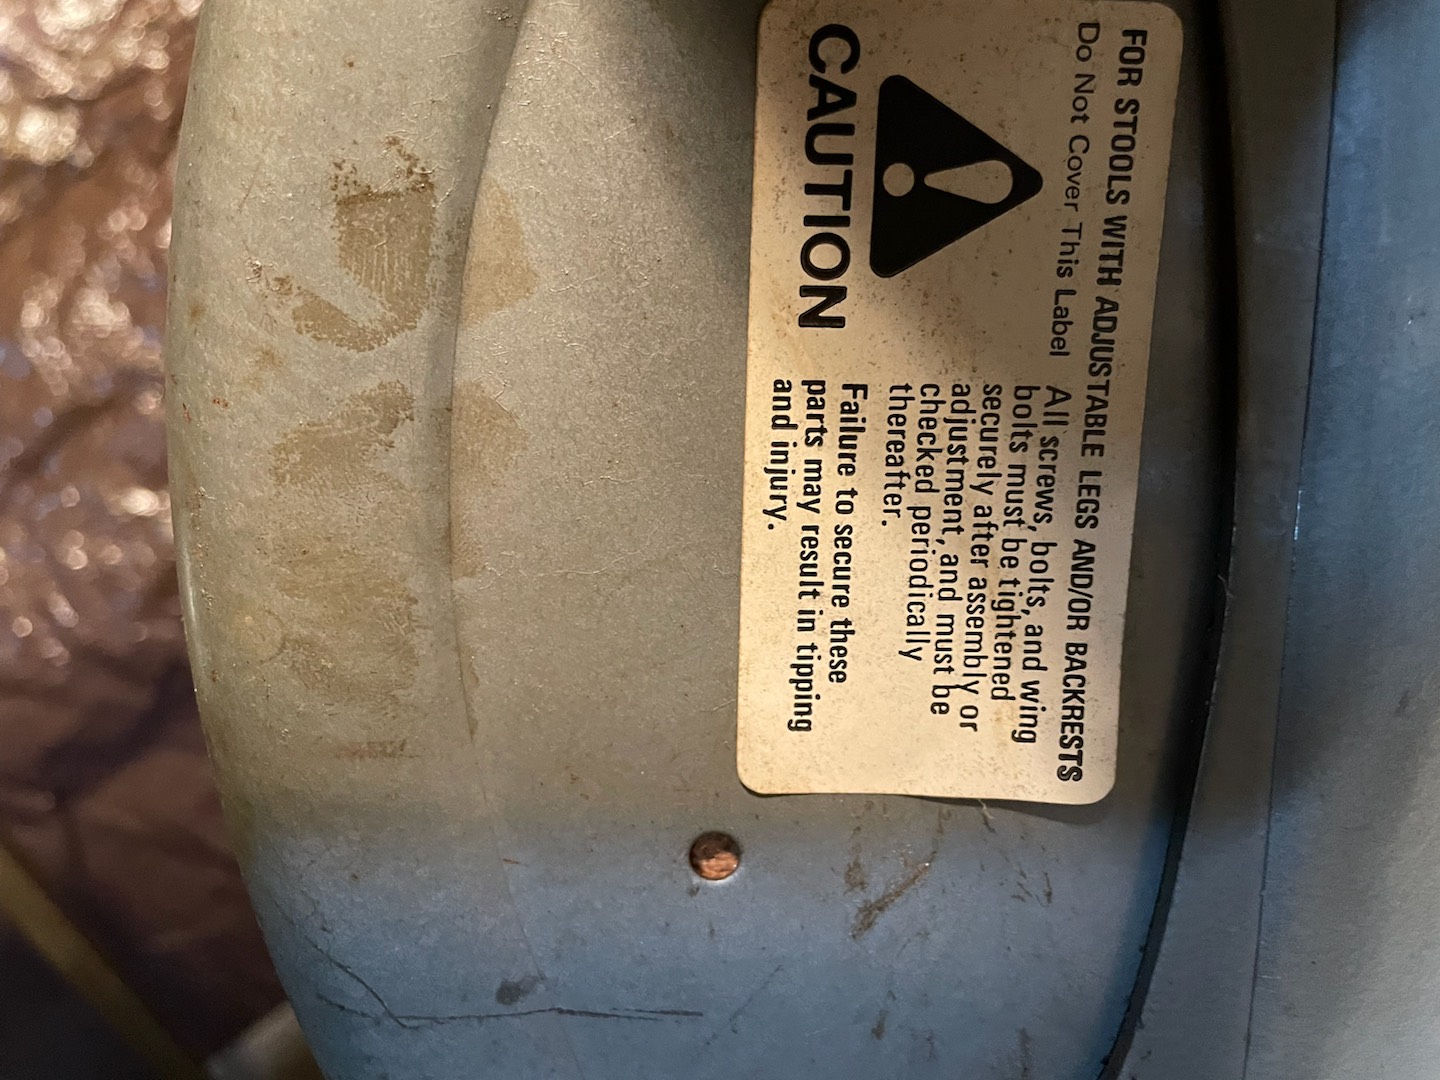 FOR STOOLS WITH ADJUSTABLE LEGS AND/OR BACKRESTS
Do Not Cover This Label
CAUTION
All screws, bolts, and wing
bolts must be tightened
securely after assembly or
adjustment, and must be
checked periodically
thereafter.
Failure to secure these
parts may result in tipping
and injury.